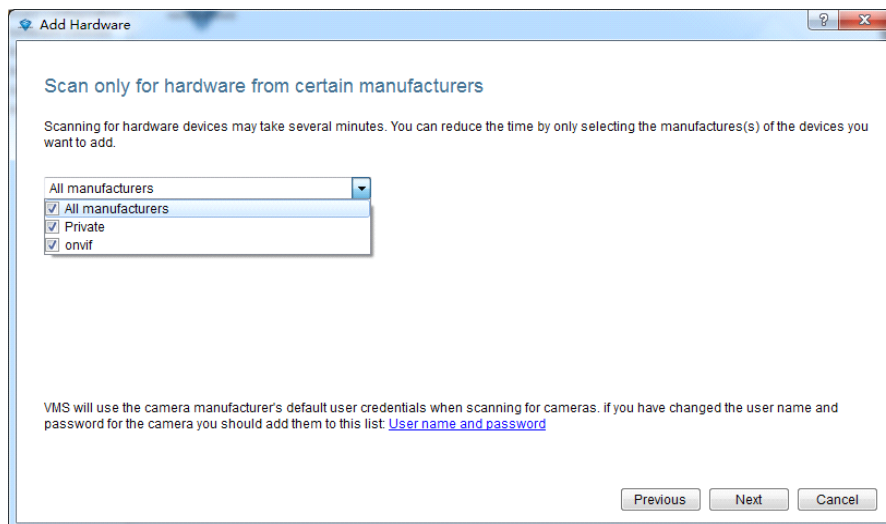 Add Hardware
Scan only for hardware from certain manufacturers
Scanning for hardware devices may take several minutes. You can reduce the time by only selecting the manufactures(s) of the devices you
want to add.
All manufacturers
All manufacturers
Private
onvif
VMS will use the camera manufacturer's default user credentials when scanning for cameras. if you have changed the user name and
password for the camera you should add them to this list: User name and password
Previous Next Cancel